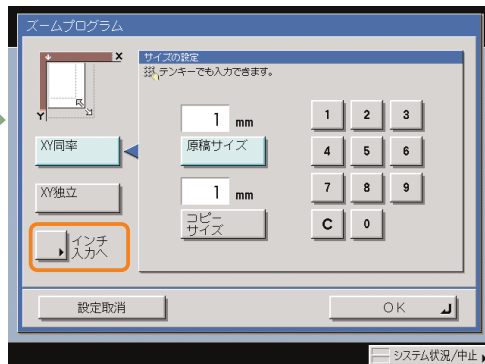 ズームプログラム
X
Y
サイズの設定
テンキーでも入力できます。
1 mm
原稿サイズ
1 mm
コピー
サイズ
XY同率
XY独立
インチ
入力へ
1 2 3
4 5 6
7 8 9
C 0
設定取消
OK
システム状況/中止